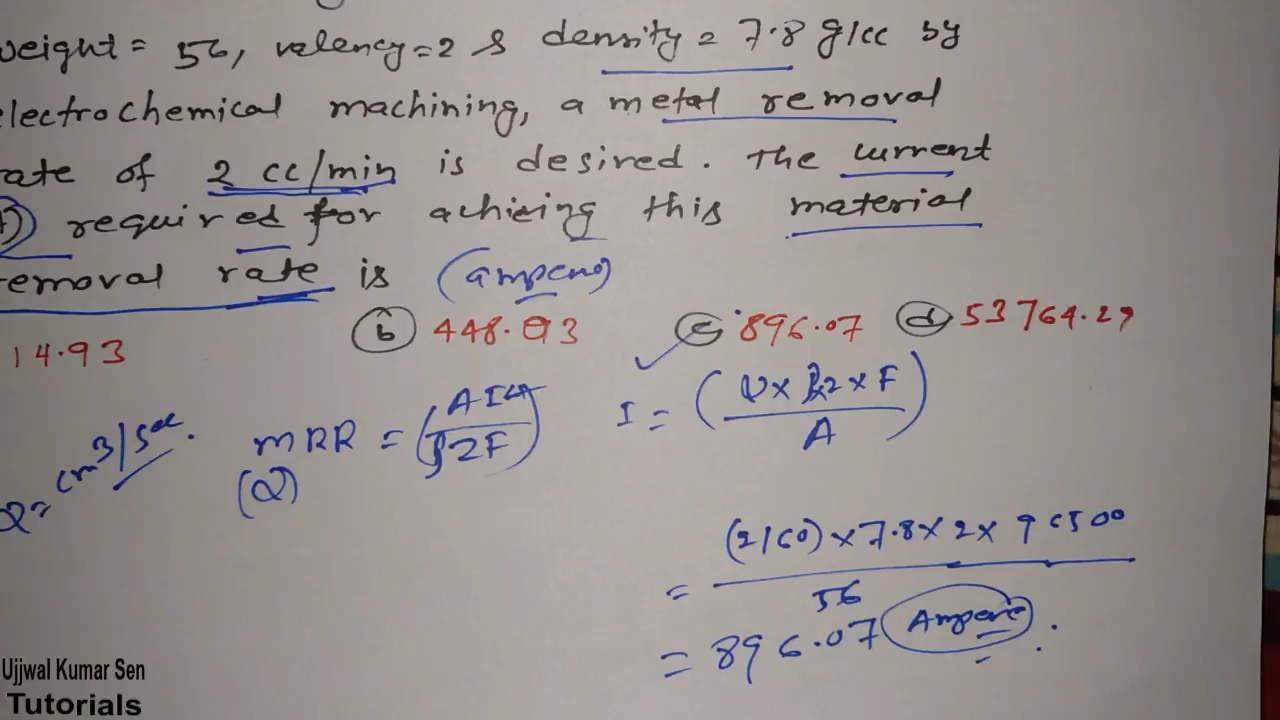 weight = 56, valency=2 & density = 7.8 g/cc by
electrochemical machining, a metal removal
rate of 2 cc/min is desired. The current
required for achieving this material
removal rate is (ampere)
14.93 (b) 448.03 (c) 896.07 (d) 53764.29
MRR = (AI/ρZF) I = (Q × ρZ × F / A)
Q = cm³/sec. (Q)
= (2/60) × 7.8 × 2 × 96500
56
= 896.07 Ampere.
Ujjwal Kumar Sen
Tutorials